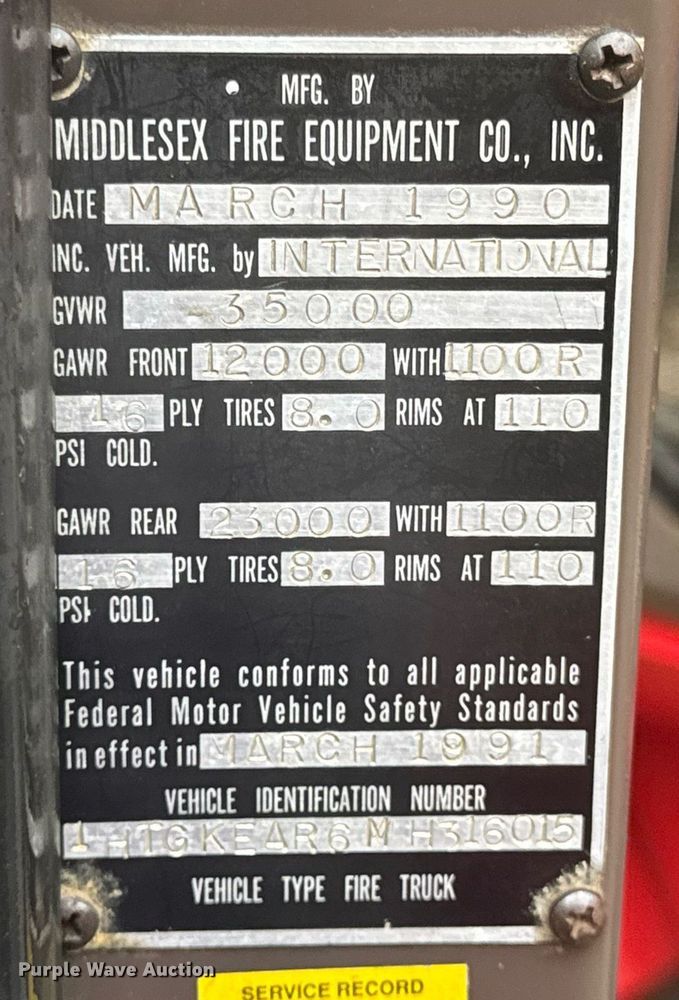 MFG. BY
MIDDLESEX FIRE EQUIPMENT CO., INC.
DATE MARCH 1990
INC. VEH. MFG. by INTERNATIONAL
GVWR 35000
GAWR FRONT 12000 WITH 1100R
16 PLY TIRES 8.0 RIMS AT 110
PSI COLD.
GAWR REAR 23000 WITH 1100R
16 PLY TIRES 8.0 RIMS AT 110
PSI COLD.
This vehicle conforms to all applicable
Federal Motor Vehicle Safety Standards
in effect in MARCH 1991
VEHICLE IDENTIFICATION NUMBER
1HTGKEAR6MH316015
VEHICLE TYPE FIRE TRUCK
Purple Wave Auction
SERVICE RECORD